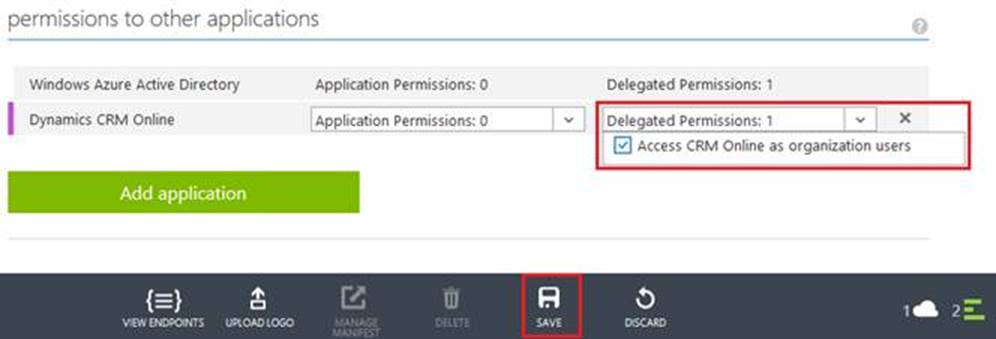 permissions to other applications
?
Windows Azure Active Directory Application Permissions: 0 Delegated Permissions: 1
Dynamics CRM Online Application Permissions: 0 Delegated Permissions: 1
Access CRM Online as organization users
Add application
VIEW ENDPOINTS UPLOAD LOGO MANAGE MANIFEST DELETE SAVE DISCARD 1 2